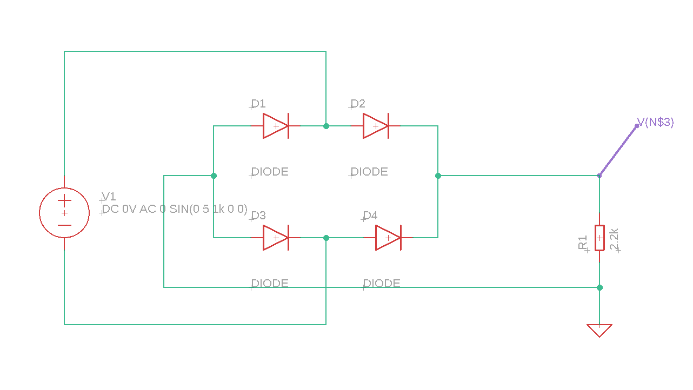 D1
D2
V(N$3)
DIODE
DIODE
V1
DC 0V AC 0 SIN(0 5 1k 0 0)
D3
D4
R1
2.2k
DIODE
DIODE